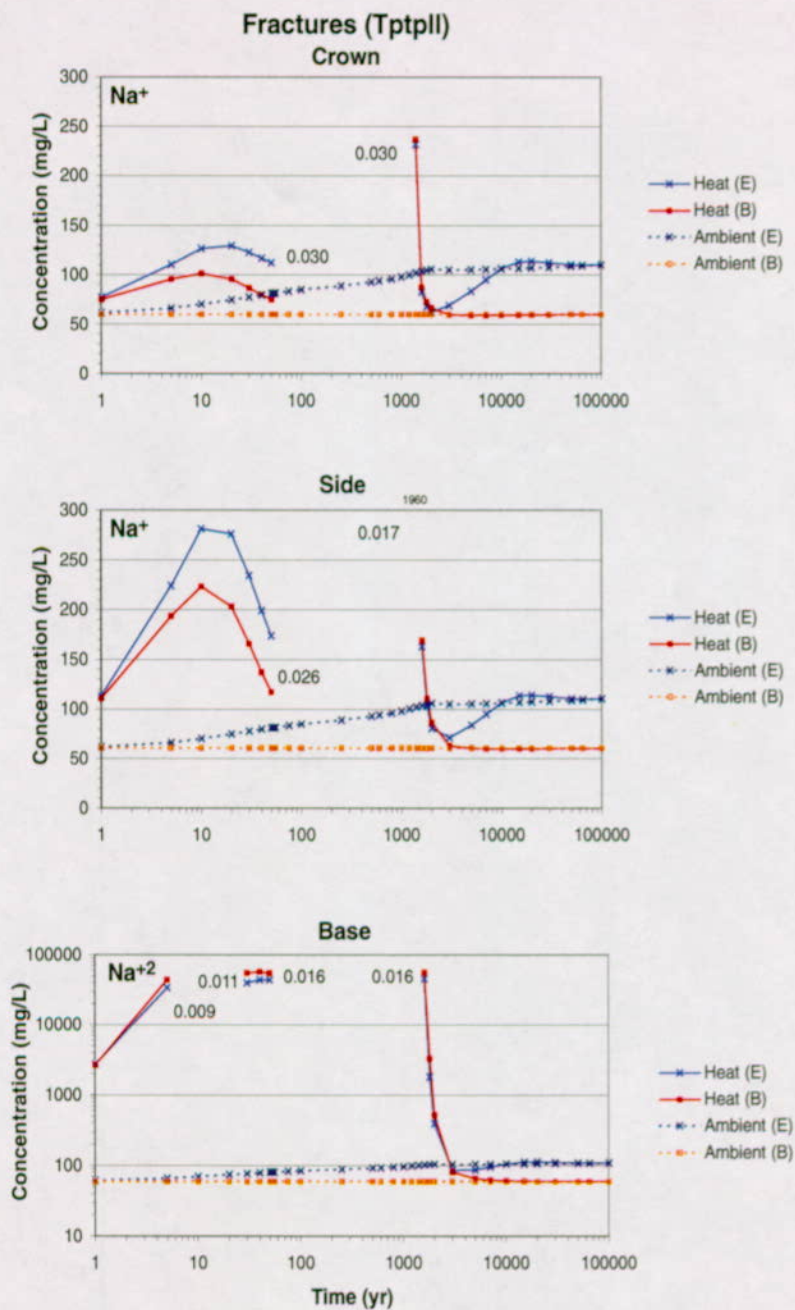 Fractures (Tptpll)
Crown
Na+
Concentration (mg/L)
300
250
200
150
100
50
0
0.030
0.030
1 10 100 1000 10000 100000
Heat (E)
Heat (B)
Ambient (E)
Ambient (B)
Side
1960
Na+
Concentration (mg/L)
300
250
200
150
100
50
0
0.017
0.026
1 10 100 1000 10000 100000
Heat (E)
Heat (B)
Ambient (E)
Ambient (B)
Base
Na+2
Concentration (mg/L)
100000
10000
1000
100
10
0.011
0.016
0.016
0.009
1 10 100 1000 10000 100000
Time (yr)
Heat (E)
Heat (B)
Ambient (E)
Ambient (B)